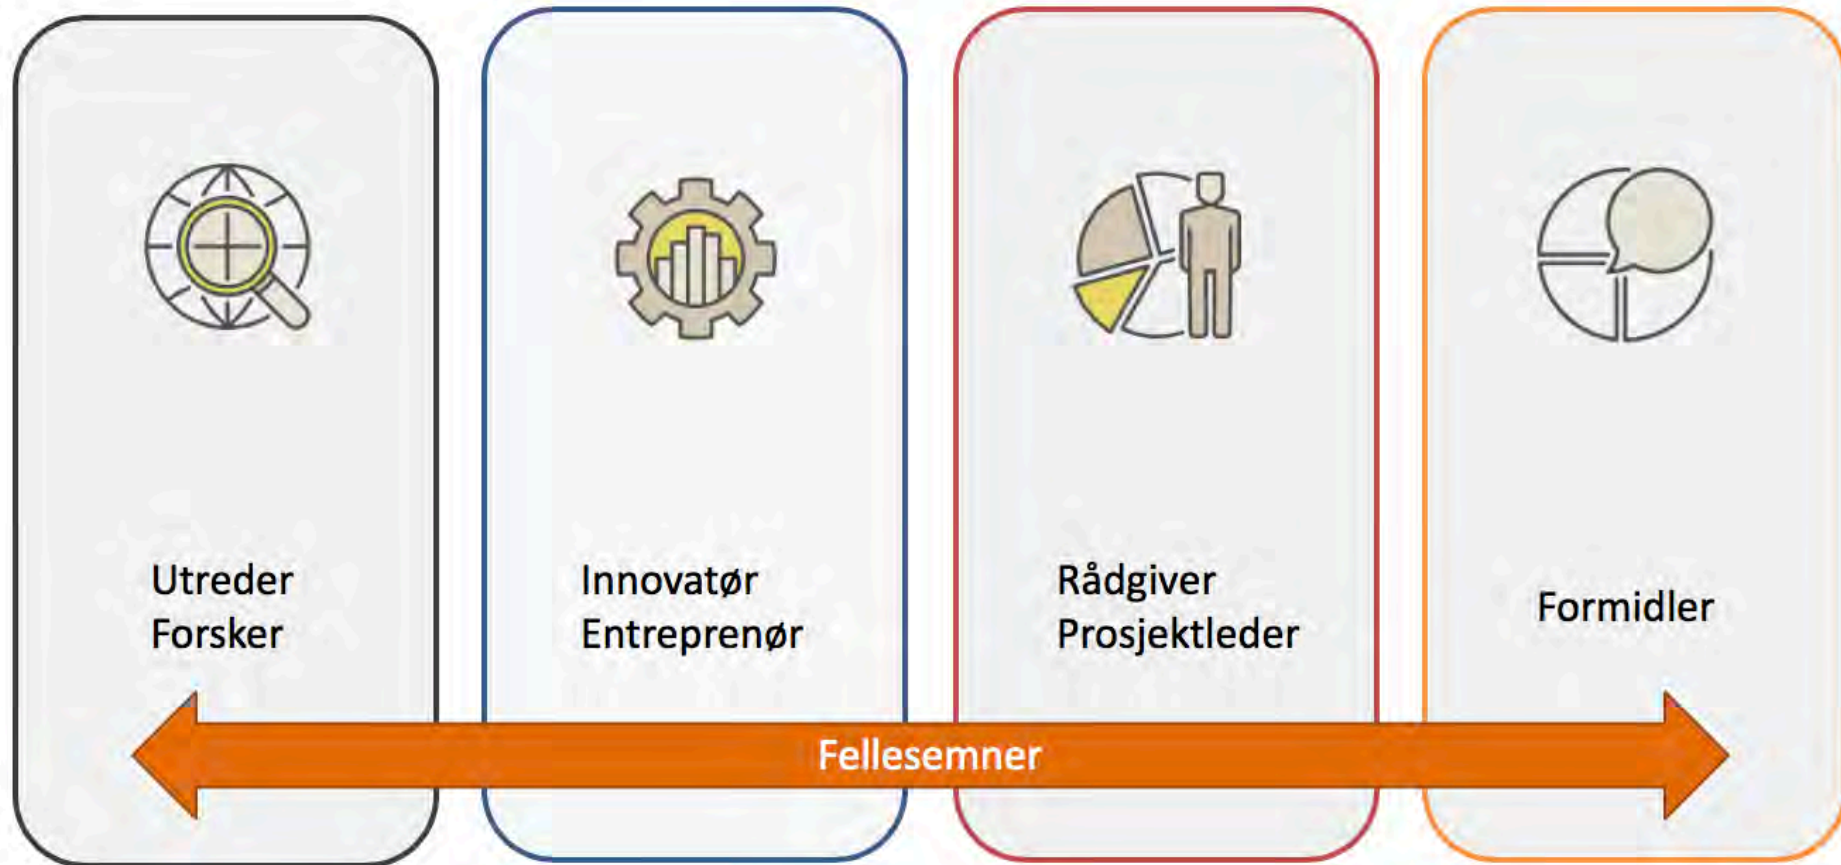 Utreder
Forsker
Innovatør
Entreprenør
Rådgiver
Prosjektleder
Formidler
Fellesemner